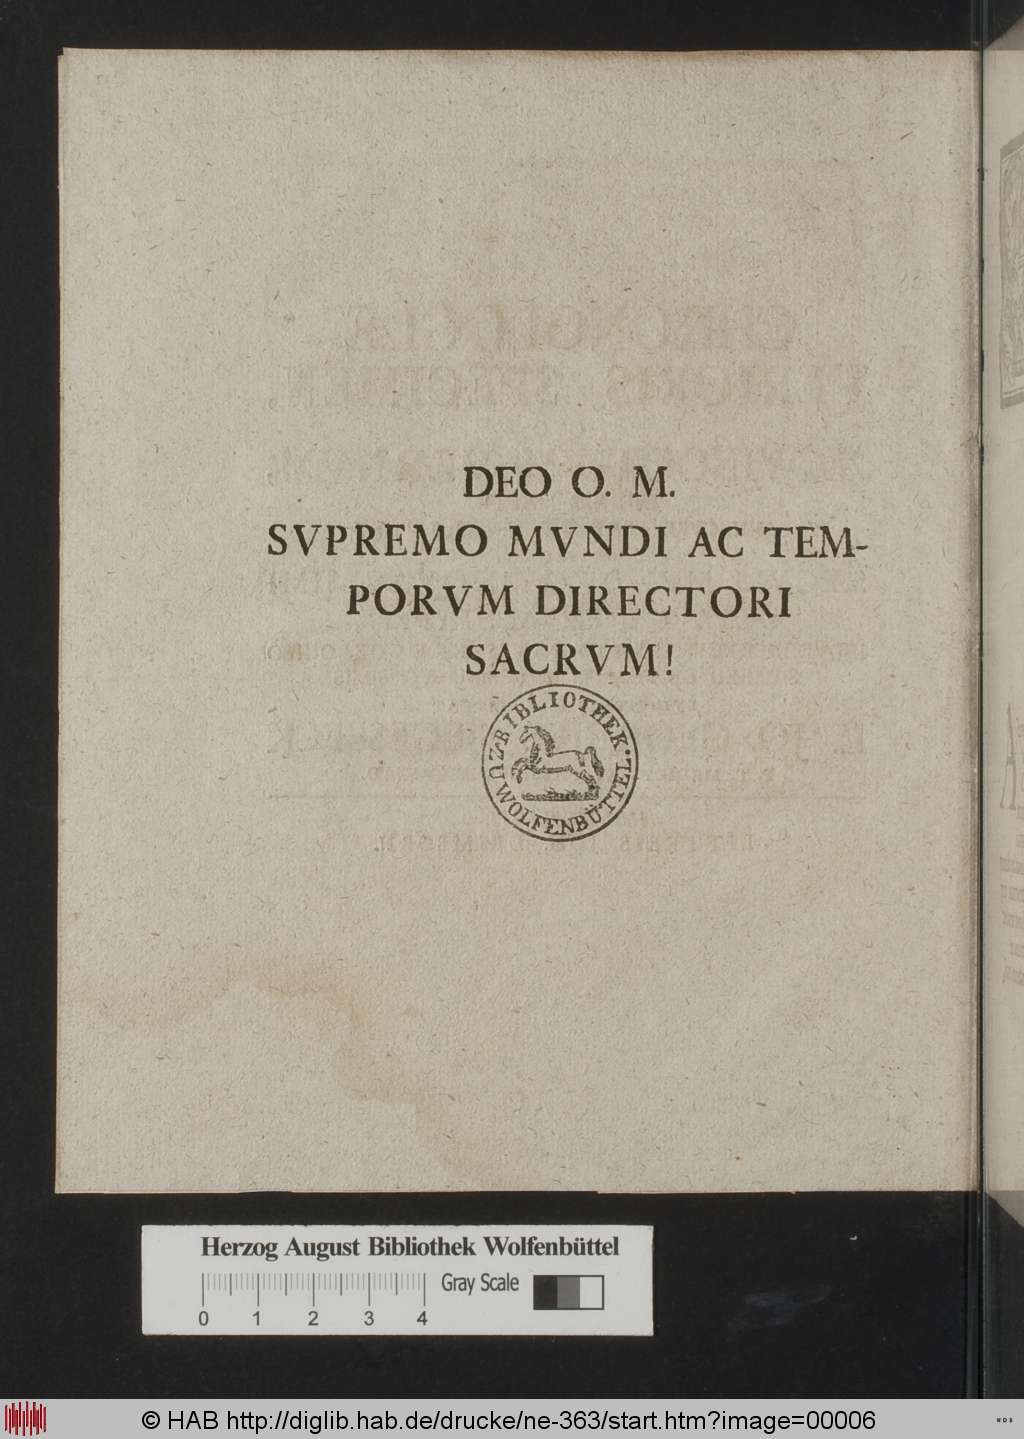 DEO O. M.
SVPREMO MVNDI AC TEM-
PORVM DIRECTORI
SACRVM!
BIBLIOTHEK·
ZU WOLFENBÜTTEL·
Herzog August Bibliothek Wolfenbüttel
Gray Scale
0 1 2 3 4
© HAB http://diglib.hab.de/drucke/ne-363/start.htm?image=00006